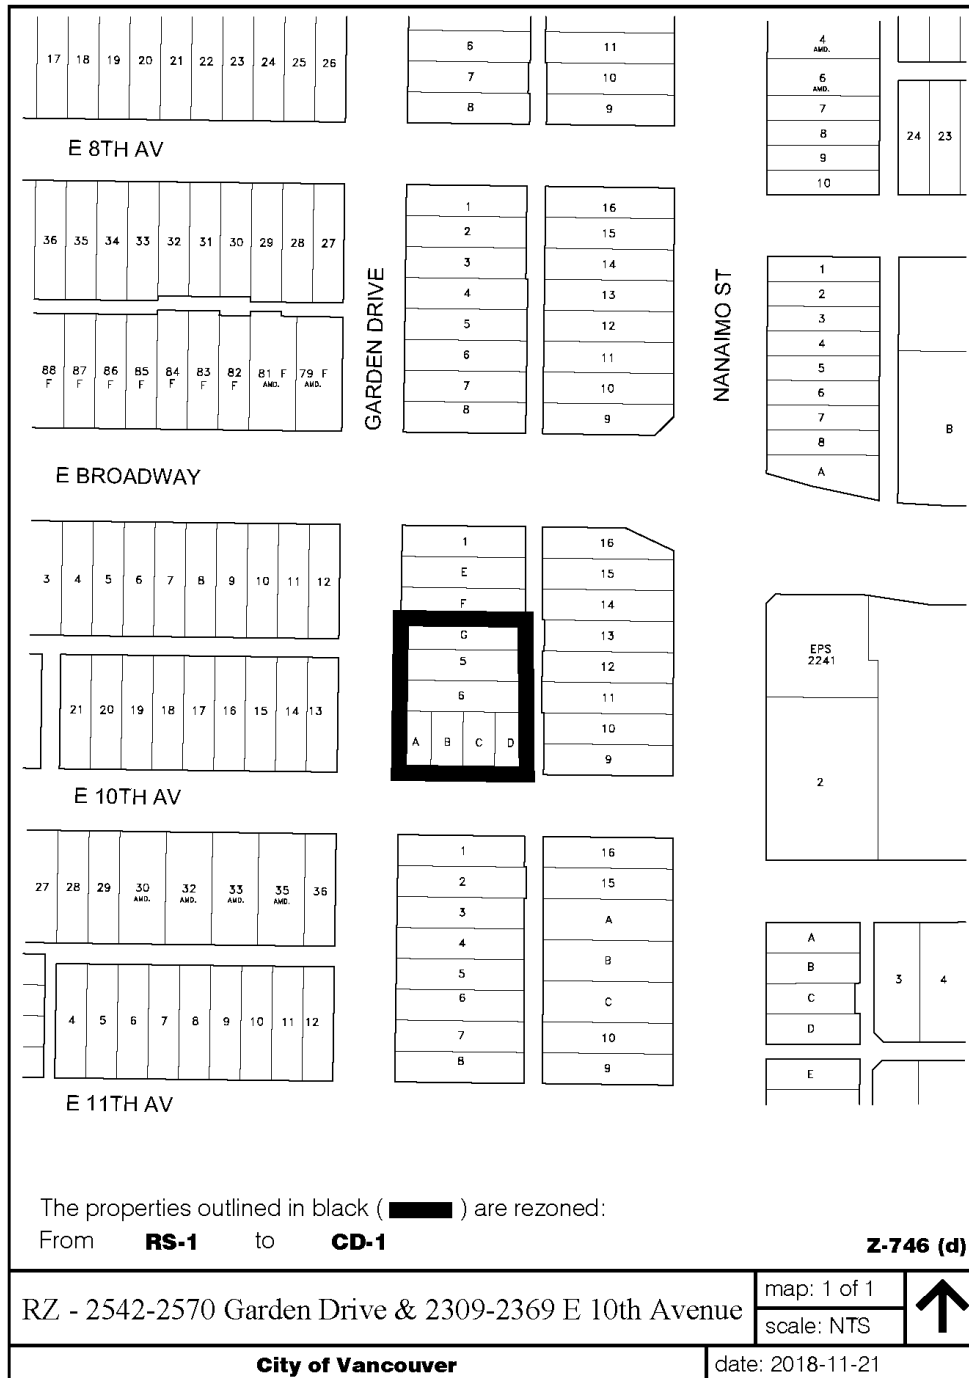 17 18 19 20 21 22 23 24 25 26
6 11
7 10
8 9
4
AMD.
6
AMD.
7
8
9
10
24 23
E 8TH AV
36 35 34 33 32 31 30 29 28 27
88 F 87 F 86 F 85 F 84 F 83 F 82 F 81 F AMD. 79 F AMD.
GARDEN DRIVE
1 16
2 15
3 14
4 13
5 12
6 11
7 10
8 9
NANAIMO ST
1
2
3
4
5
6
7
8
A
B
E BROADWAY
3 4 5 6 7 8 9 10 11 12
21 20 19 18 17 16 15 14 13
1 16
E 15
F 14
G 13
5 12
6 11
A B C D 10
9
EPS
2241
2
E 10TH AV
27 28 29 30 AMD. 32 AMD. 33 AMD. 35 AMD. 36
4 5 6 7 8 9 10 11 12
1 16
2 15
3 A
4 B
5
6 C
7 10
8 9
A
B
C
D
E
3 4
E 11TH AV
The properties outlined in black ( ) are rezoned:
From RS-1 to CD-1
Z-746 (d)
RZ - 2542-2570 Garden Drive & 2309-2369 E 10th Avenue
map: 1 of 1
scale: NTS
City of Vancouver
date: 2018-11-21